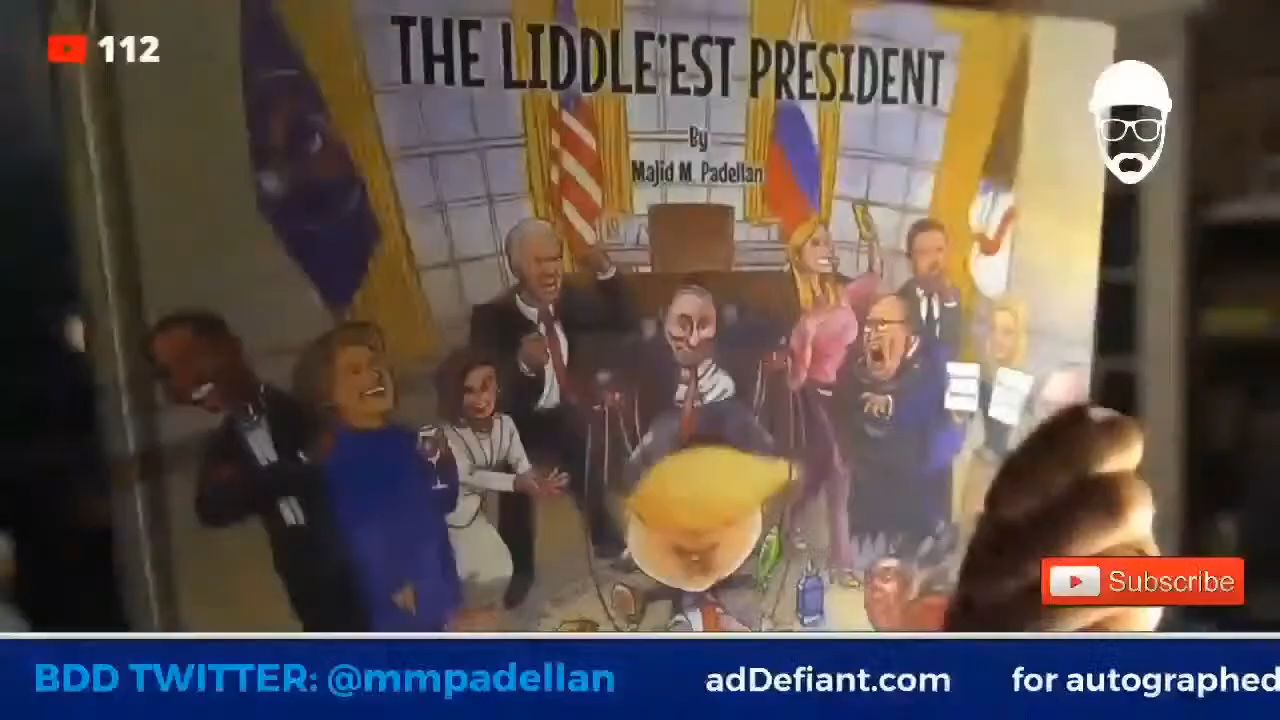 112
THE LIDDLE'EST PRESIDENT
By
Majid M. Padellan
Subscribe
BDD TWITTER: @mmpadellan
adDefiant.com
for autographed